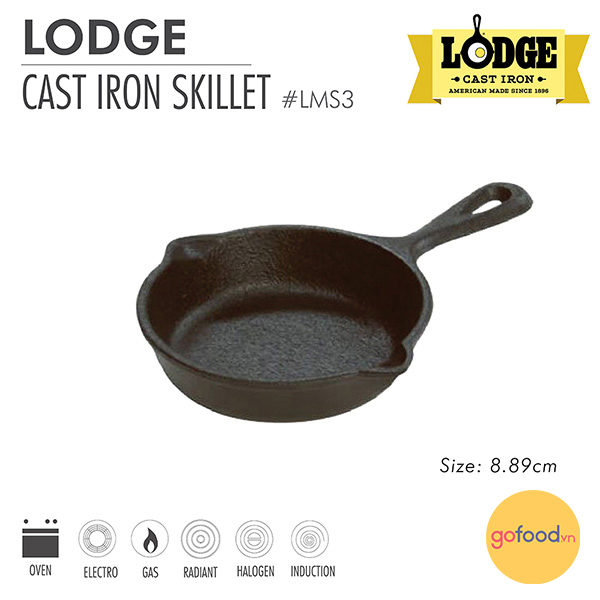 LODGE
CAST IRON SKILLET #LMS3
LODGE
CAST IRON
AMERICAN MADE SINCE 1896
Size: 8.89cm
gofood.vn
OVEN
ELECTRO
GAS
RADIANT
HALOGEN
INDUCTION